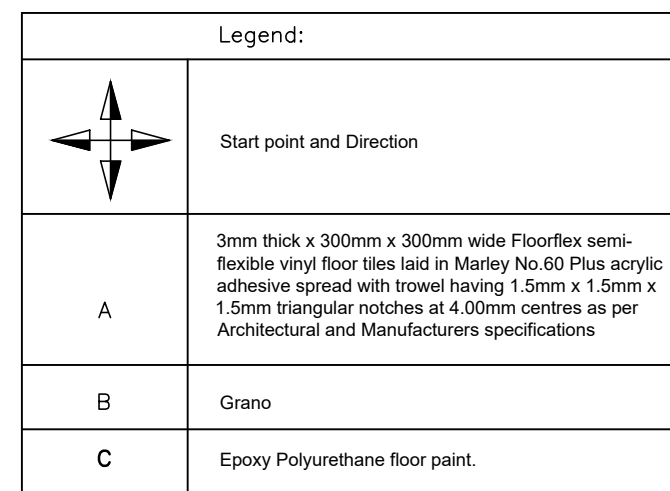 Legend:
Start point and Direction
A
3mm thick x 300mm x 300mm wide Floorflex semi-
flexible vinyl floor tiles laid in Marley No.60 Plus acrylic
adhesive spread with trowel having 1.5mm x 1.5mm x
1.5mm triangular notches at 4.00mm centres as per
Architectural and Manufacturers specifications
B
Grano
C
Epoxy Polyurethane floor paint.